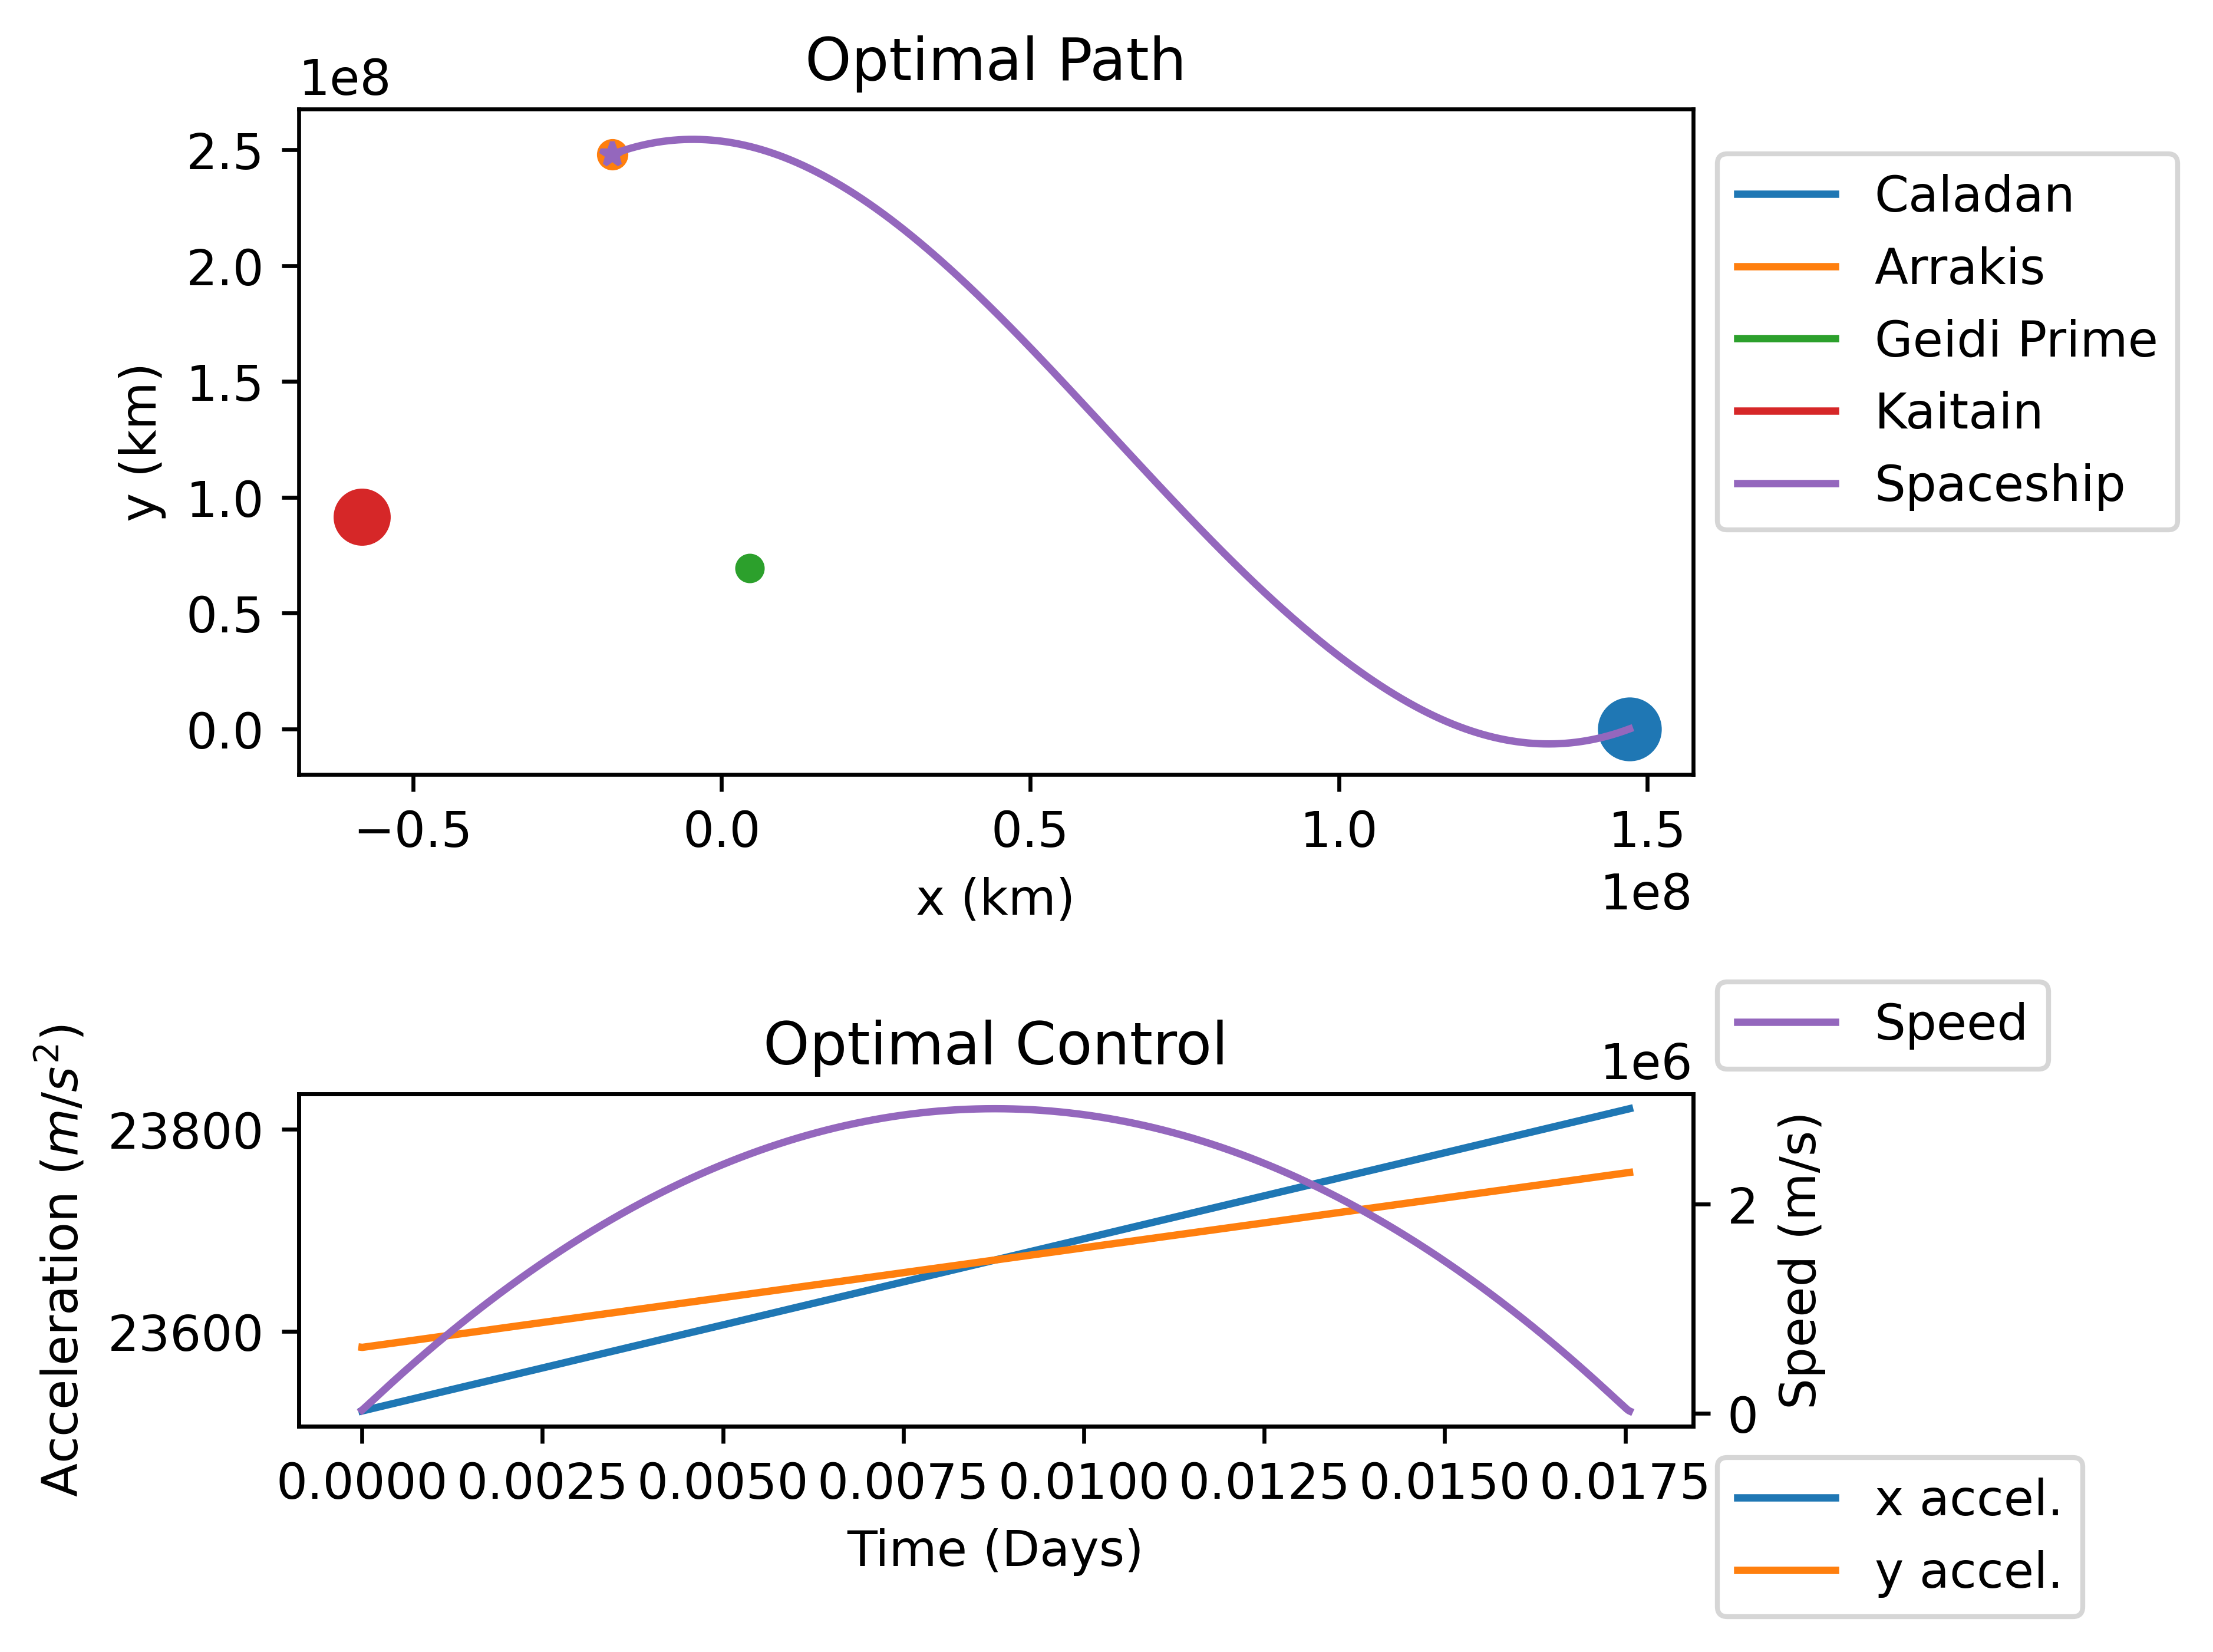 Optimal Path
1e8
2.5
2.0
1.5
1.0
0.5
0.0
y (km)
−0.5 0.0 0.5 1.0 1.5
x (km)
1e8
Caladan
Arrakis
Geidi Prime
Kaitain
Spaceship
Optimal Control
1e6
Speed
23800
23600
Acceleration (m/s²)
2
0
Speed (m/s)
0.0000 0.0025 0.0050 0.0075 0.0100 0.0125 0.0150 0.0175
Time (Days)
x accel.
y accel.